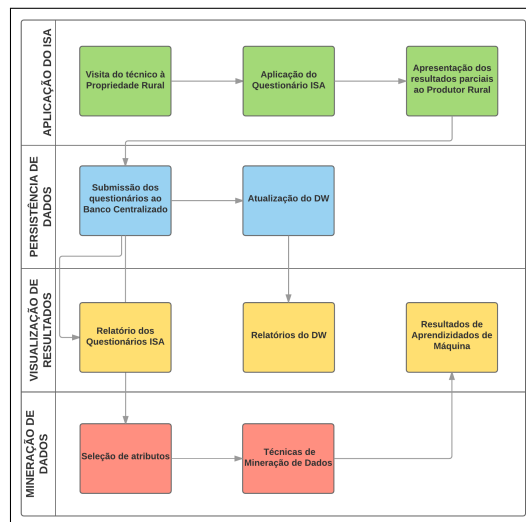 APLICAÇÃO DO ISA
Visita do técnico à
Propriedade Rural
Aplicação do
Questionário ISA
Apresentação dos
resultados parciais
ao Produtor Rural
PERSISTÊNCIA DE
DADOS
Submissão dos
questionários ao
Banco Centralizado
Atualização do DW
VISUALIZAÇÃO DE
RESULTADOS
Relatório dos
Questionários ISA
Relatórios do DW
Resultados de
Aprendizidados de
Máquina
MINERAÇÃO DE
DADOS
Seleção de atributos
Técnicas de
Mineração de Dados